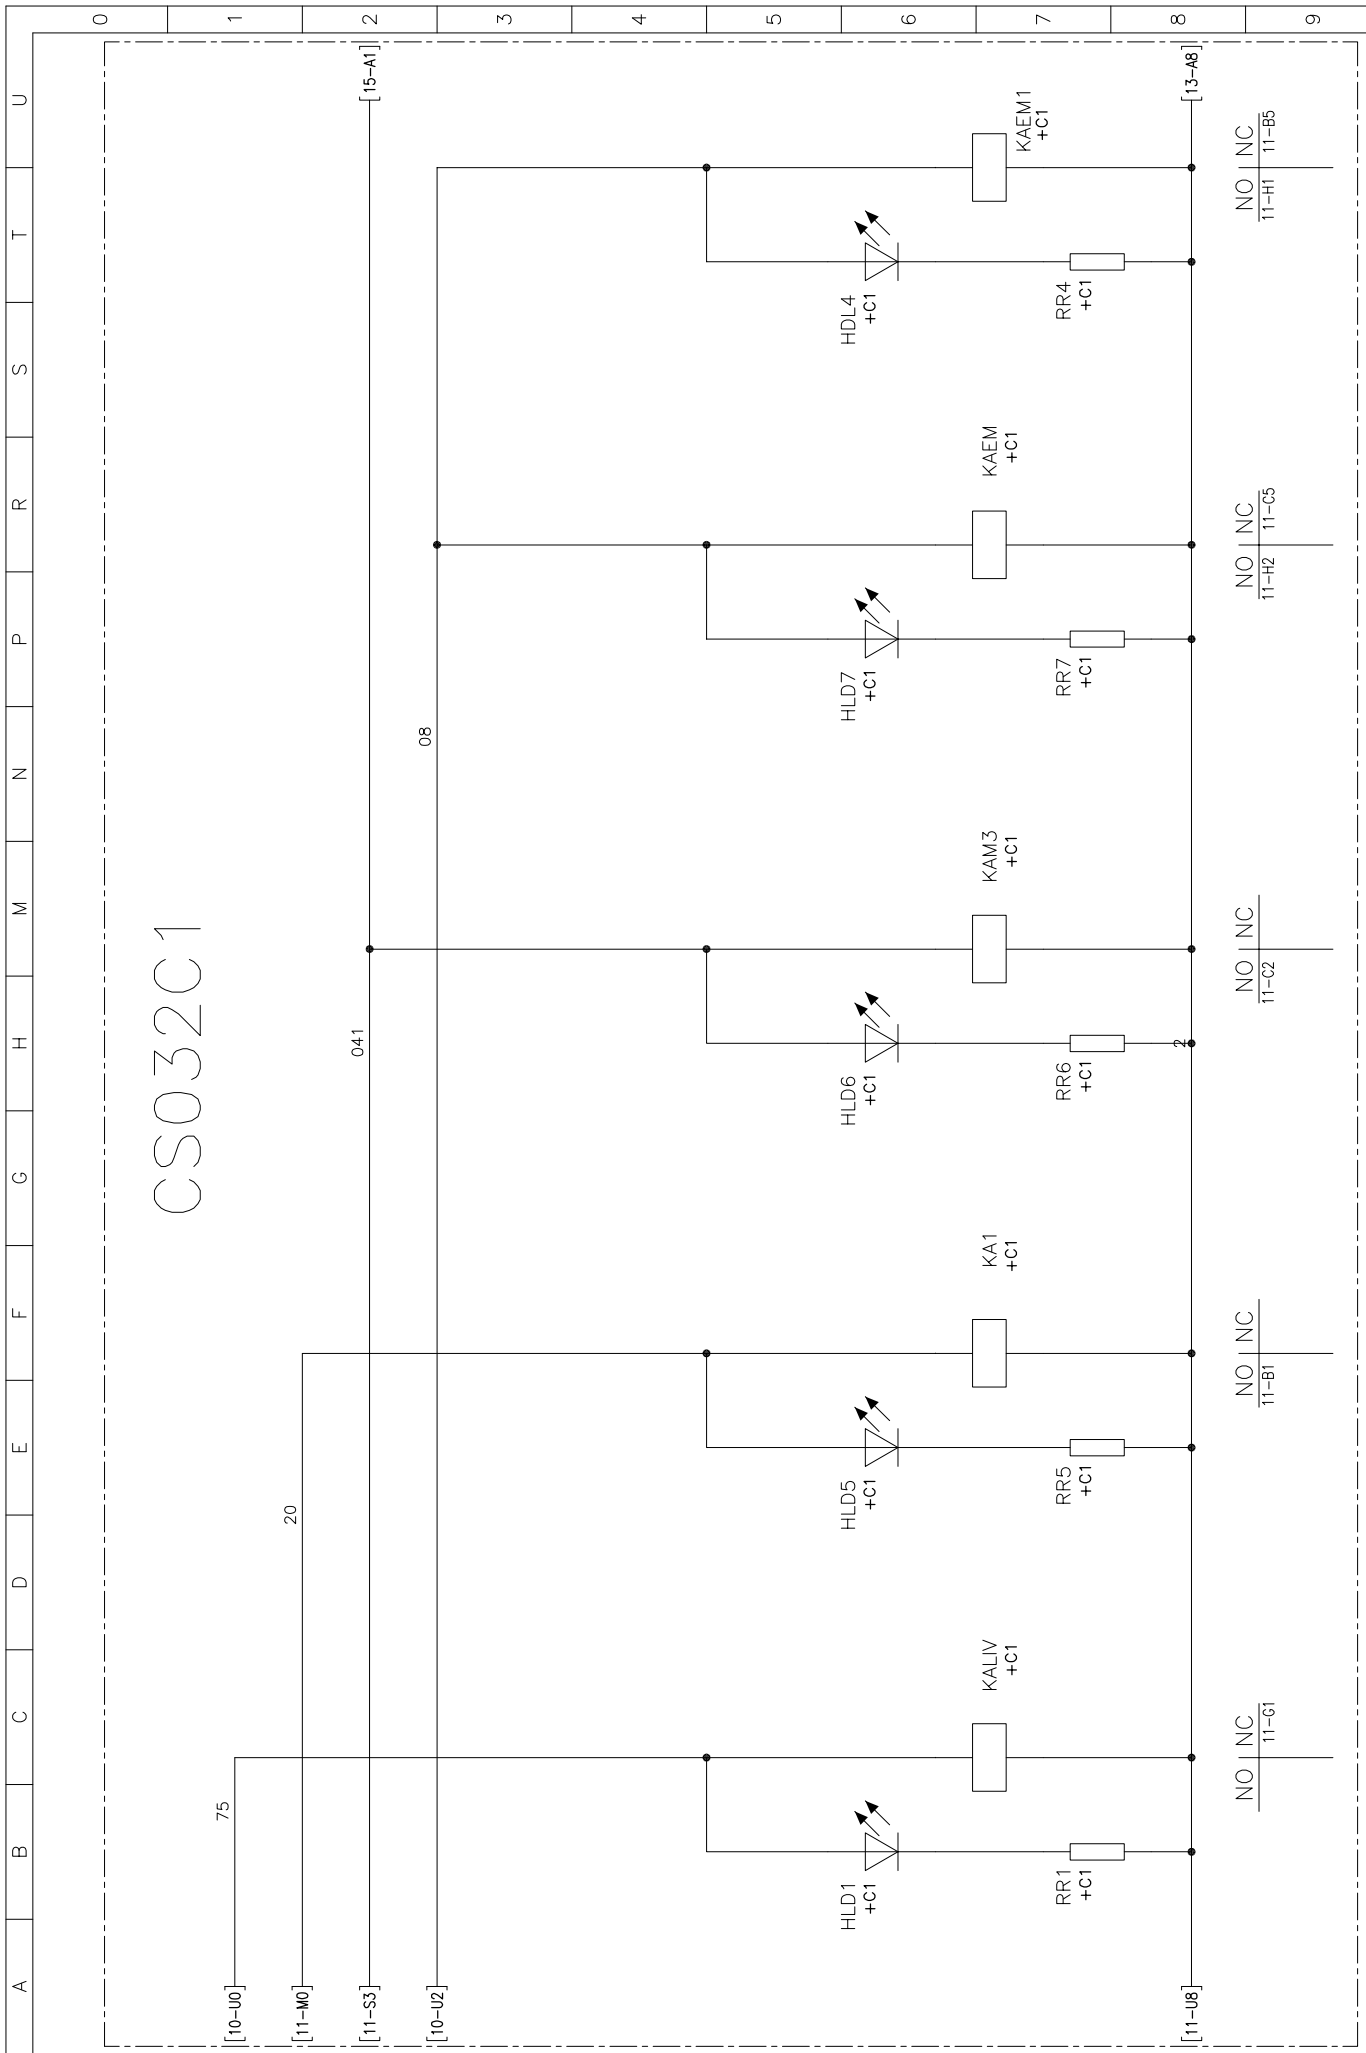 A B C D E F G H M N P R S T U
0
1
2
3
4
5
6
7
8
9
CS032C1
[10-U0]
75
[11-M0]
20
[11-S3]
041
[15-A1]
[10-U2]
08
HLD1
+C1
HLD5
+C1
HLD6
+C1
HLD7
+C1
HDL4
+C1
KALIV
+C1
KA1
+C1
KAM3
+C1
KAEM
+C1
KAEM1
+C1
RR1
+C1
RR5
+C1
RR6
+C1
RR7
+C1
RR4
+C1
[11-U8]
2
[13-A8]
NO NC
11-G1
NO NC
11-B1
NO NC
11-C2
NO NC
11-H2 11-C5
NO NC
11-H1 11-B5